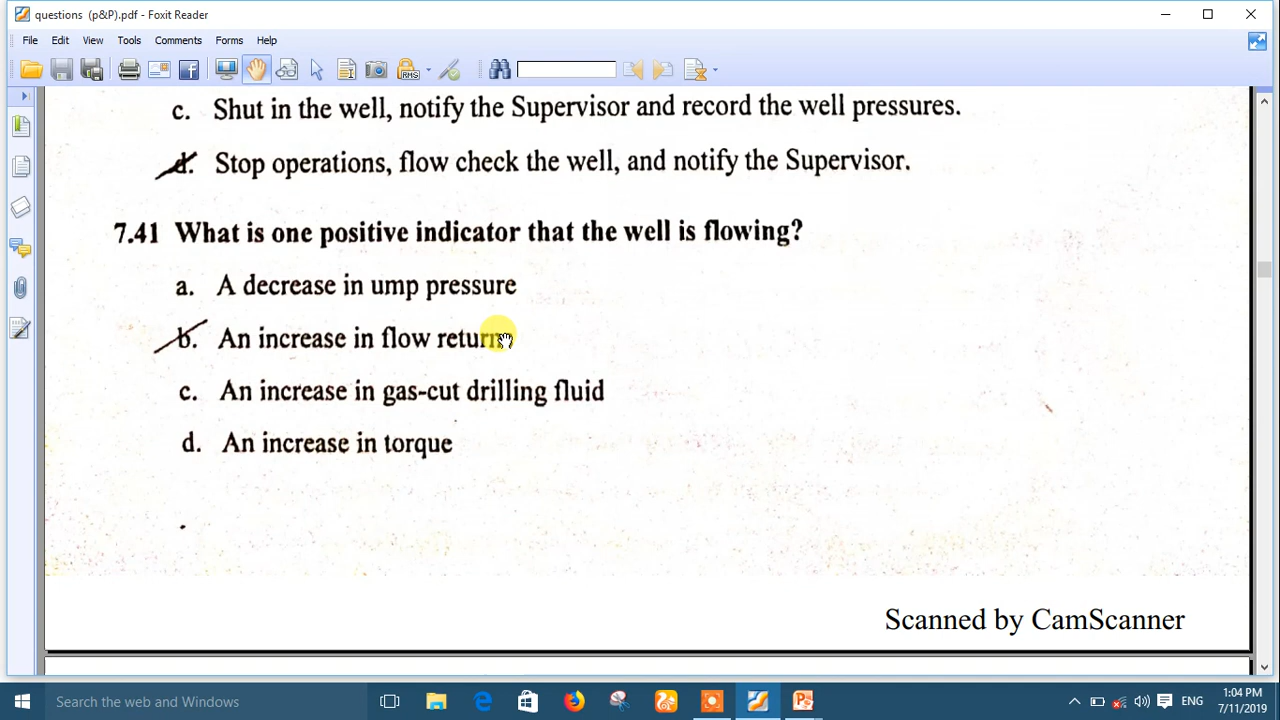 questions (p&P).pdf - Foxit Reader
File Edit View Tools Comments Forms Help
RMS
c. Shut in the well, notify the Supervisor and record the well pressures.
d. Stop operations, flow check the well, and notify the Supervisor.
7.41 What is one positive indicator that the well is flowing?
a. A decrease in ump pressure
b. An increase in flow return
c. An increase in gas-cut drilling fluid
d. An increase in torque
Scanned by CamScanner
Search the web and Windows
ENG
1:04 PM
7/11/2019